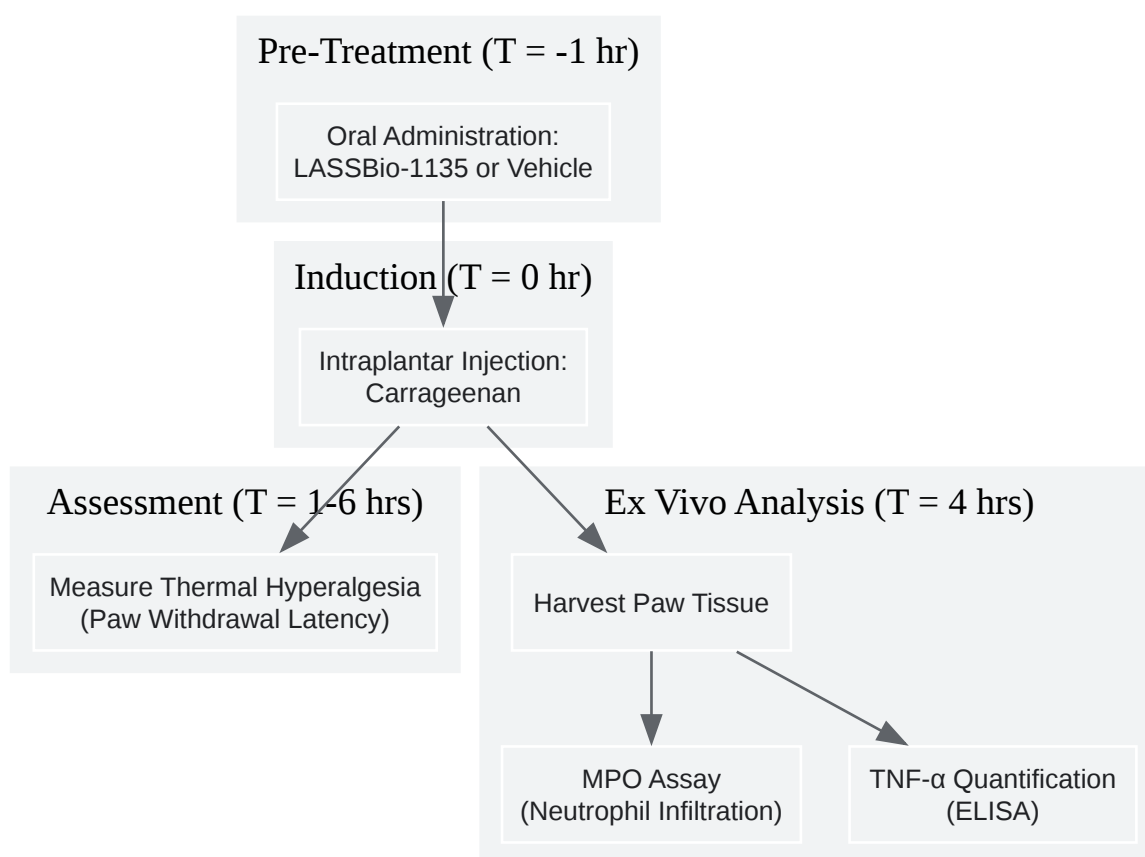 Pre-Treatment (T = -1 hr)
Oral Administration:
LASSBio-1135 or Vehicle
Induction (T = 0 hr)
Intraplantar Injection:
Carrageenan
Assessment (T = 1-6 hrs)
Measure Thermal Hyperalgesia
(Paw Withdrawal Latency)
Ex Vivo Analysis (T = 4 hrs)
Harvest Paw Tissue
MPO Assay
(Neutrophil Infiltration)
TNF-α Quantification
(ELISA)